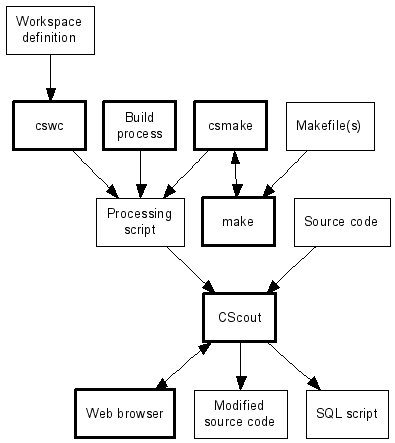 Workspace
definition
cswc
Build
process
csmake
Makefile(s)
Processing
script
make
Source code
CScout
Web browser
Modified
source code
SQL script